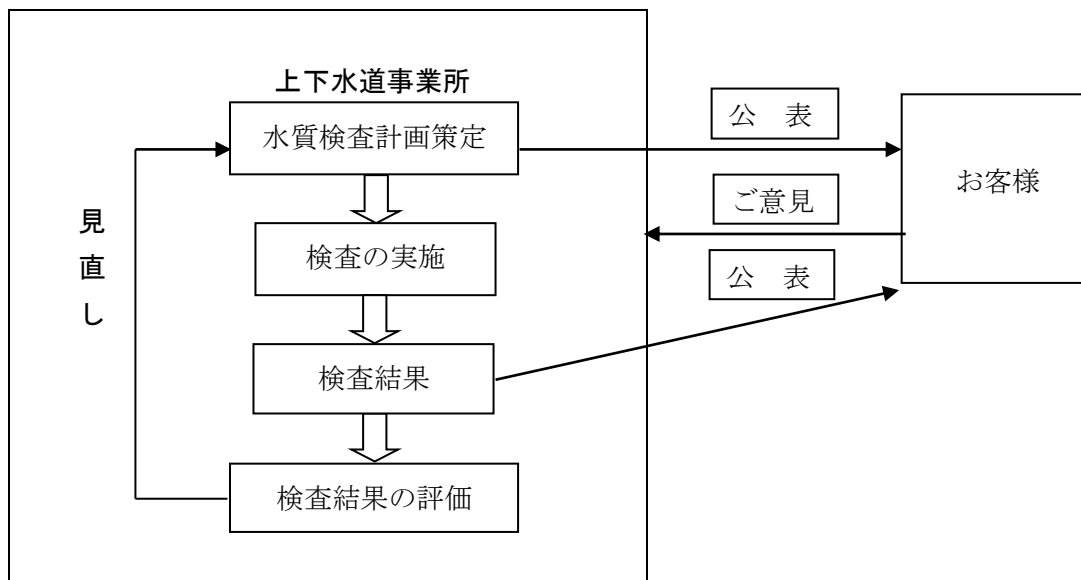 上下水道事業所
水質検査計画策定
公　表
お客様
ご意見
検査の実施
公　表
検査結果
検査結果の評価
見直し